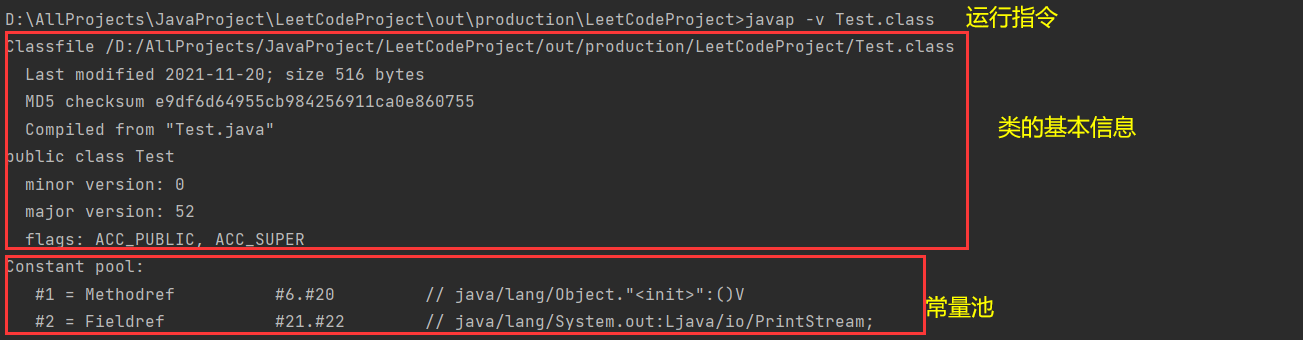 D:\AllProjects\JavaProject\LeetCodeProject\out\production\LeetCodeProject>javap -v Test.class 运行指令
Classfile /D:/AllProjects/JavaProject/LeetCodeProject/out/production/LeetCodeProject/Test.class
Last modified 2021-11-20; size 516 bytes
MD5 checksum e9df6d64955cb984256911ca0e860755
Compiled from "Test.java"
类的基本信息
public class Test
minor version: 0
major version: 52
flags: ACC_PUBLIC, ACC_SUPER
Constant pool:
#1 = Methodref #6.#20 // java/lang/Object."<init>":()V
常量池
#2 = Fieldref #21.#22 // java/lang/System.out:Ljava/io/PrintStream;